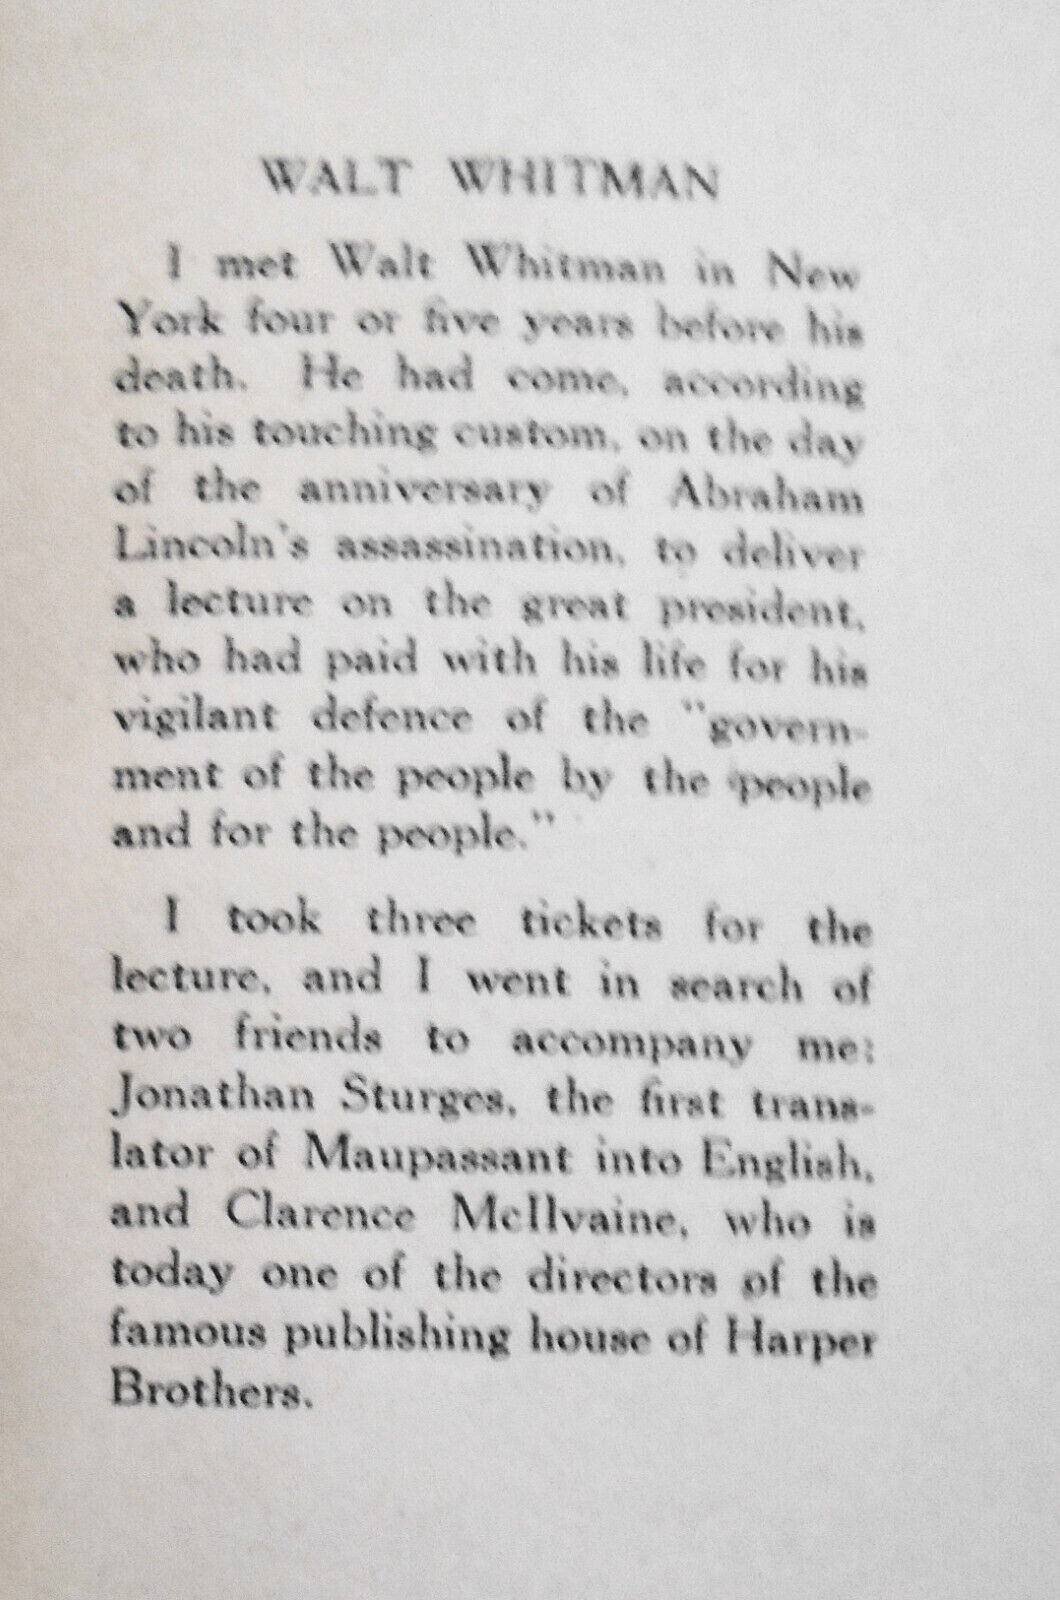 WALT WHITMAN
I met Walt Whitman in New
York four or five years before his
death. He had come, according
to his touching custom, on the day
of the anniversary of Abraham
Lincoln's assassination, to deliver
a lecture on the great president,
who had paid with his life for his
vigilant defence of the "govern-
ment of the people by the people
and for the people."
I took three tickets for the
lecture, and I went in search of
two friends to accompany me:
Jonathan Sturges, the first trans-
lator of Maupassant into English,
and Clarence McIlvaine, who is
today one of the directors of the
famous publishing house of Harper
Brothers.